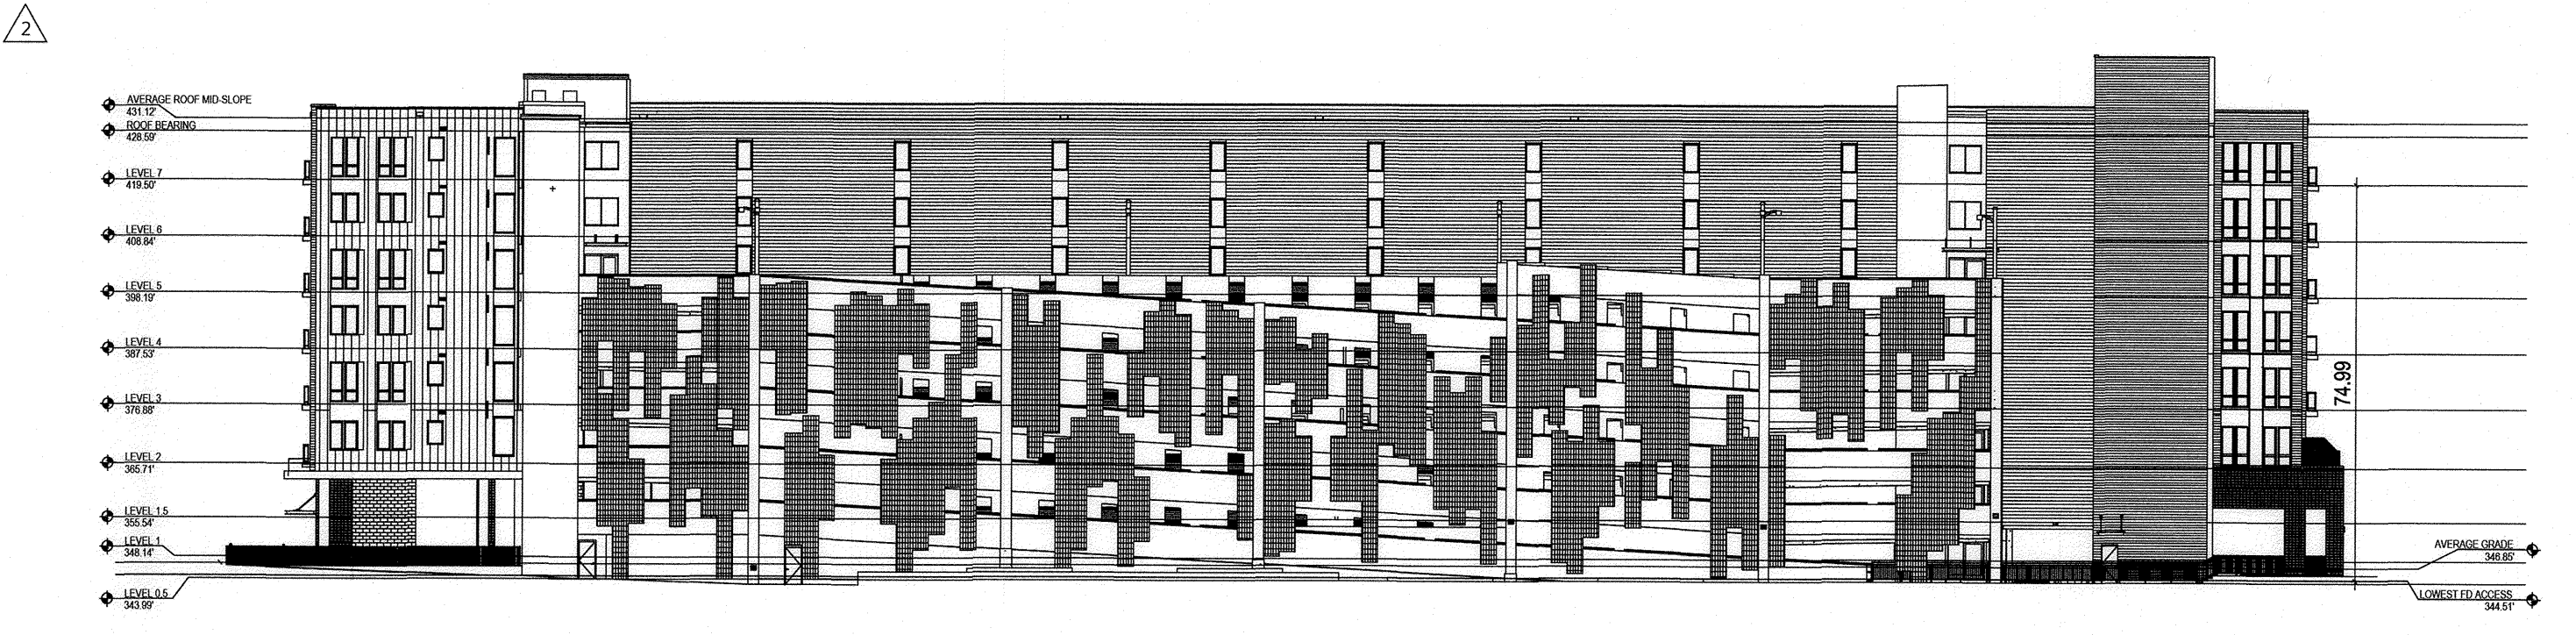 2
AVERAGE ROOF MID-SLOPE
431.12'
ROOF BEARING
428.59'
LEVEL 7
419.50'
LEVEL 6
408.84'
LEVEL 5
398.19'
LEVEL 4
387.53'
LEVEL 3
376.88'
LEVEL 2
365.71'
LEVEL 1.5
355.54'
LEVEL 1
348.14'
LEVEL 0.5
343.99'
74.99
AVERAGE GRADE
346.85'
LOWEST FD ACCESS
344.51'